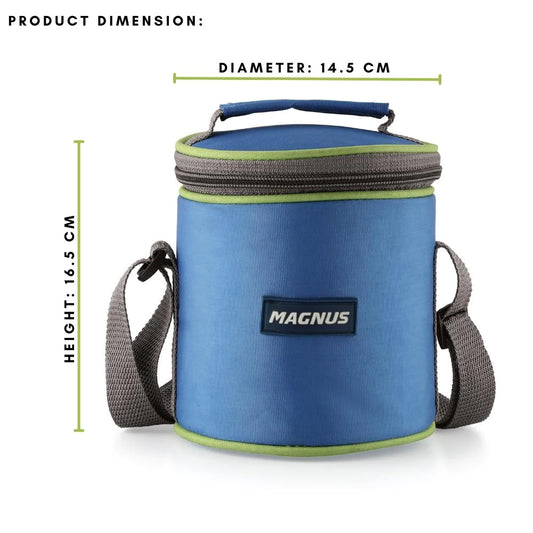 PRODUCT DIMENSION:
DIAMETER: 14.5 CM
HEIGHT: 16.5 CM
MAGNUS